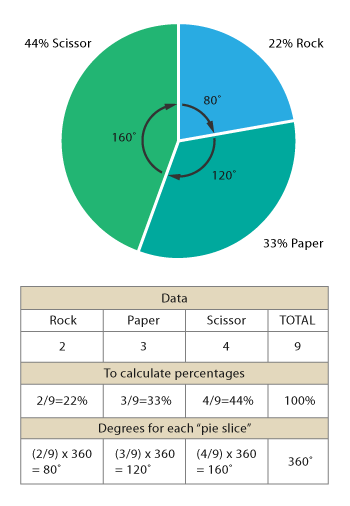 44% Scissor
22% Rock
80°
160°
120°
33% Paper
Data
Rock Paper Scissor TOTAL
2 3 4 9
To calculate percentages
2/9=22% 3/9=33% 4/9=44% 100%
Degrees for each “pie slice”
(2/9) x 360 (3/9) x 360 (4/9) x 360 360°
= 80° = 120° = 160°